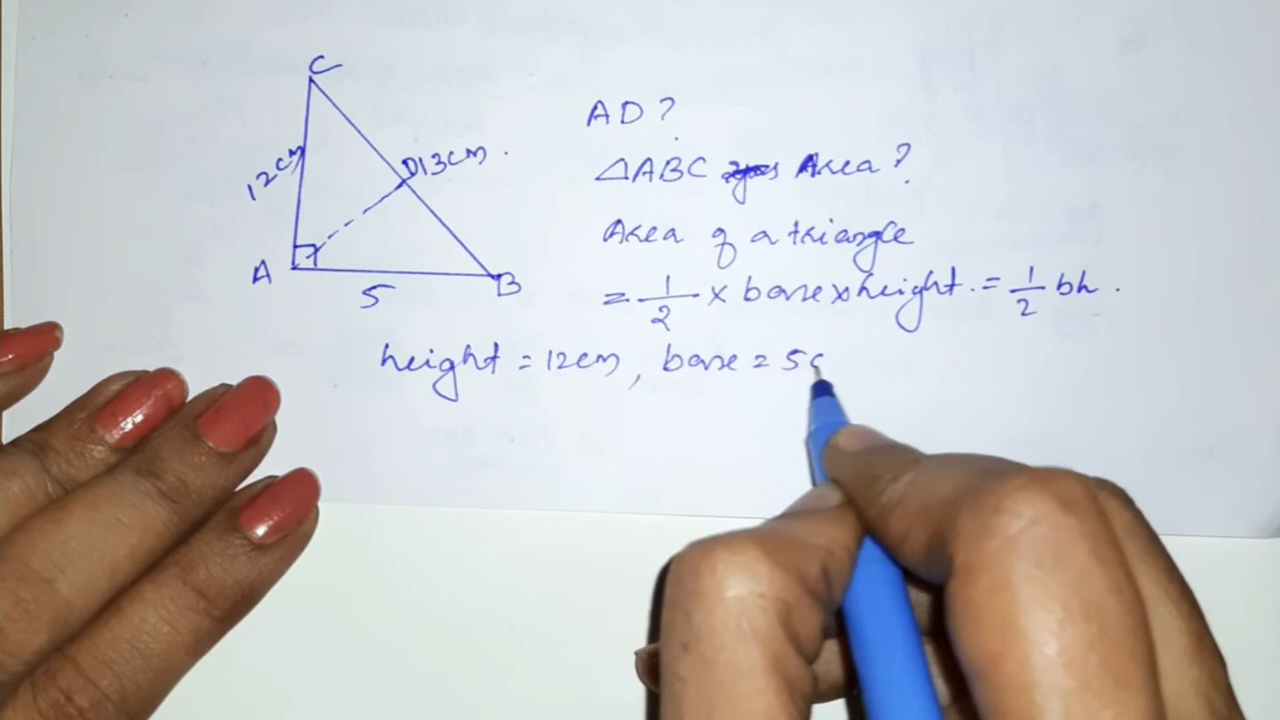 C
12cm
D 13cm.
A
B
5
AD?
△ABC Area?
Area of a triangle
= 1/2 × base × height. = 1/2 bh.
height = 12cm, base = 5c